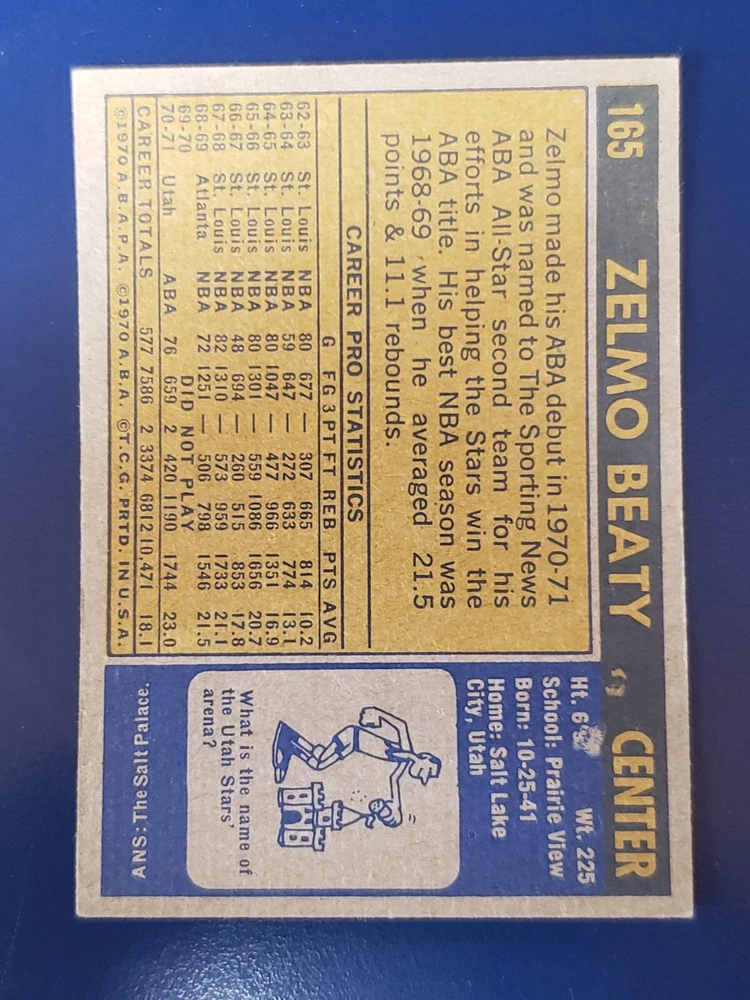 165 ZELMO BEATY, CENTER
Zelmo made his ABA debut in 1970-71
and was named to The Sporting News
ABA All-Star second team for his
efforts in helping the Stars win the
ABA title. His best NBA season was
1968-69 when he averaged 21.5
points & 11.1 rebounds.
CAREER PRO STATISTICS
G FG 3PT FT REB PTS AVG
62-63 St. Louis NBA 80 677 — 307 665 814 10.2
63-64 St. Louis NBA 59 647 — 272 633 774 13.1
64-65 St. Louis NBA 80 1047 — 477 966 1351 16.9
65-66 St. Louis NBA 80 1301 — 559 1086 1656 20.7
66-67 St. Louis NBA 48 694 — 260 515 853 17.8
67-68 St. Louis NBA 82 1310 — 573 959 1733 21.1
68-69 Atlanta NBA 72 1251 — 506 798 1546 21.5
69-70 DID NOT PLAY
70-71 Utah ABA 76 659 2 420 1190 1744 23.0
CAREER TOTALS 577 7586 2 3374 6812 10,471 18.1
©1970 A.B.A.P.A. ©1970 A.B.A. ©T.C.G. PRTD. IN U.S.A.
Ht. 6' Wt. 225
School: Prairie View
Born: 10-25-41
Home: Salt Lake
City, Utah
What is the name of
the Utah Stars'
arena?
ANS: The Salt Palace.